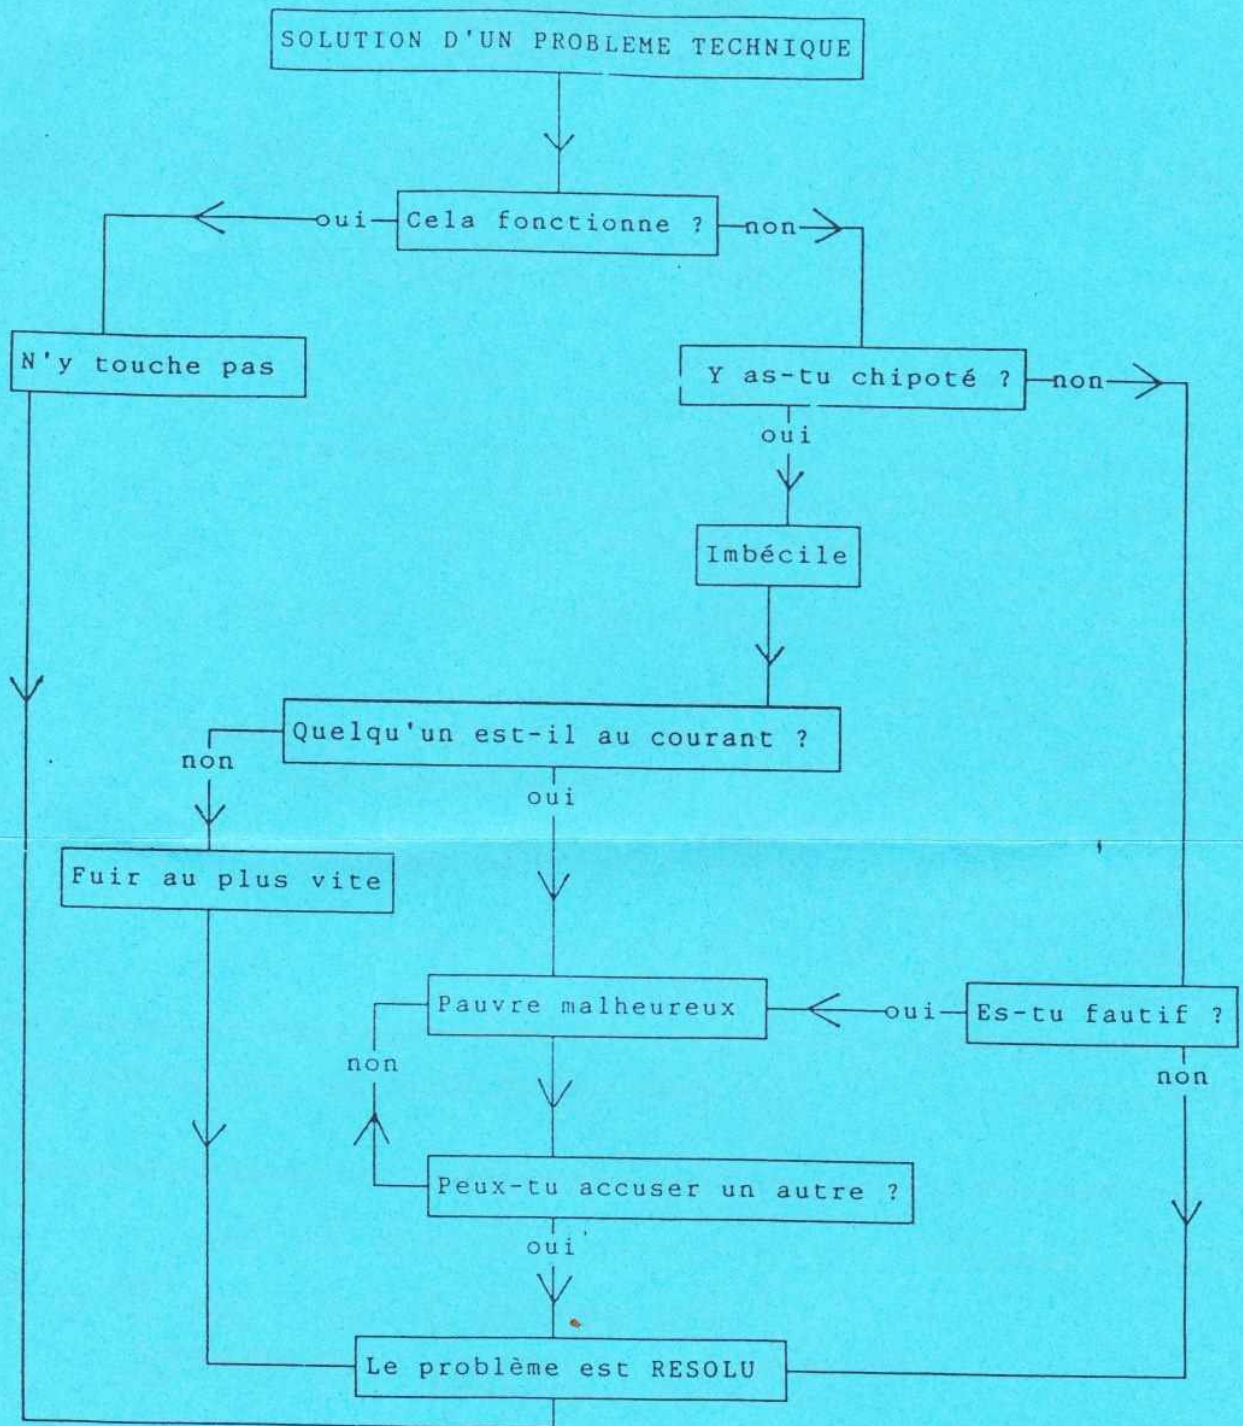 SOLUTION D'UN PROBLEME TECHNIQUE
oui
Cela fonctionne ?
non
N'y touche pas
Y as-tu chipoté ?
non
oui
Imbécile
Quelqu'un est-il au courant ?
non
oui
Fuir au plus vite
Pauvre malheureux
oui
Es-tu fautif ?
non
non
Peux-tu accuser un autre ?
oui
Le problème est RESOLU